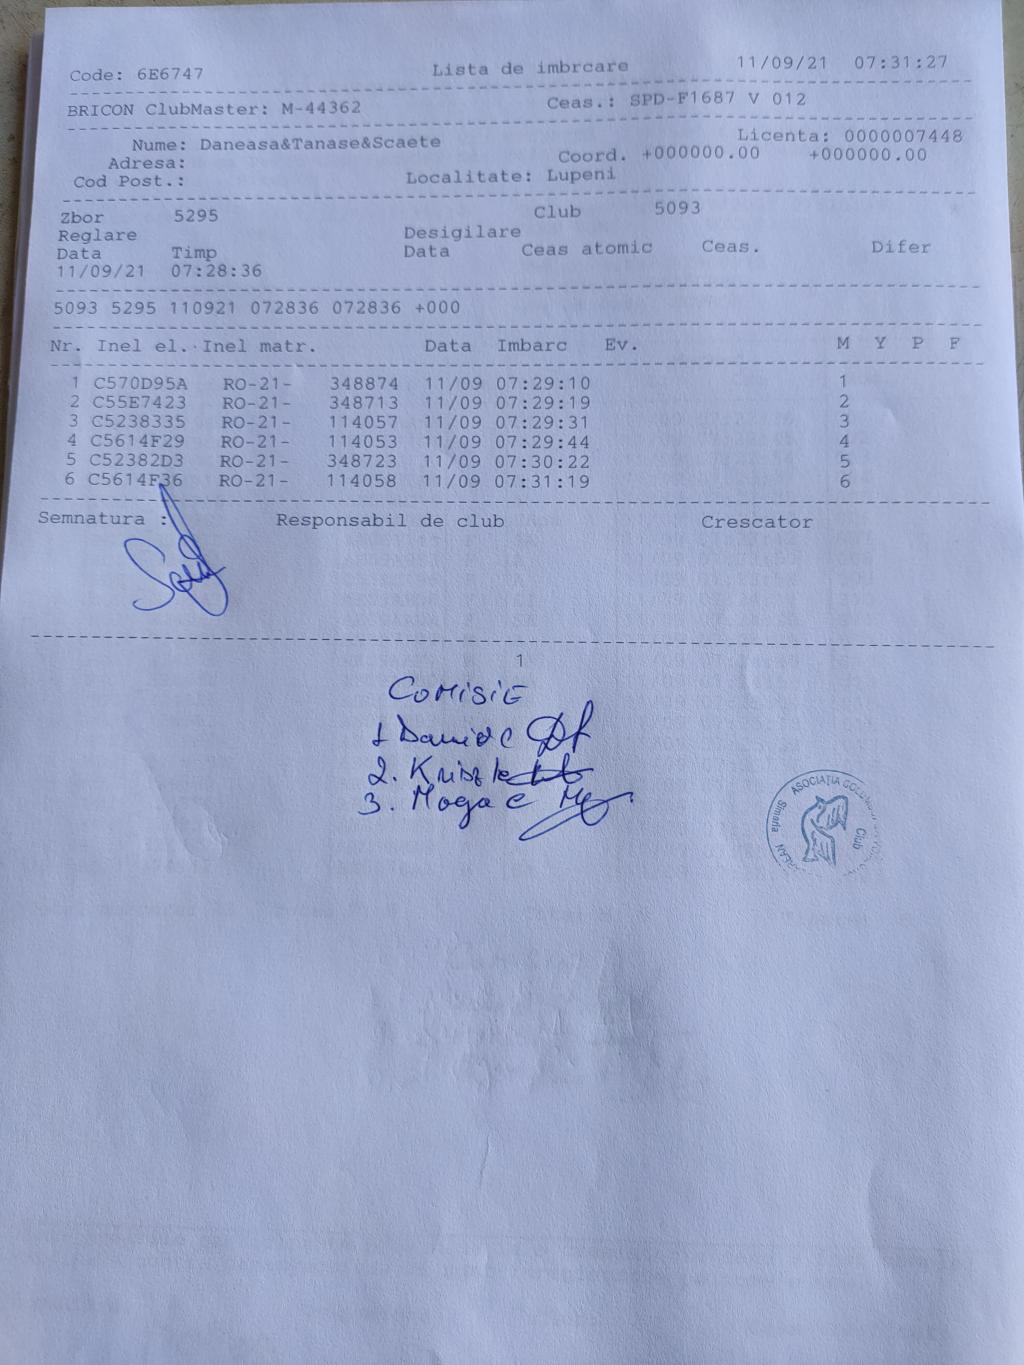 Code: 6E6747 Lista de imbrcare 11/09/21 07:31:27
BRICON ClubMaster: M-44362 Ceas.: SPD-F1687 V 012
Nume: Daneasa&Tanase&Scaete Licenta: 0000007448
Adresa: Coord. +000000.00 +000000.00
Cod Post.: Localitate: Lupeni
Zbor 5295 Club 5093
Reglare Desigilare
Data Timp Data Ceas atomic Ceas. Difer
11/09/21 07:28:36
5093 5295 110921 072836 072836 +000
Nr. Inel el. Inel matr. Data Imbarc Ev. M Y P F
1 C570D95A RO-21- 348874 11/09 07:29:10 1
2 C55E7423 RO-21- 348713 11/09 07:29:19 2
3 C5238335 RO-21- 114057 11/09 07:29:31 3
4 C5614F29 RO-21- 114053 11/09 07:29:44 4
5 C52382D3 RO-21- 348723 11/09 07:30:22 5
6 C5614F36 RO-21- 114058 11/09 07:31:19 6
Semnatura : Responsabil de club Crescator
1
COMISIE
1 David C
2.
3. Moga C
ASOCIAȚIA
Simeria
Club